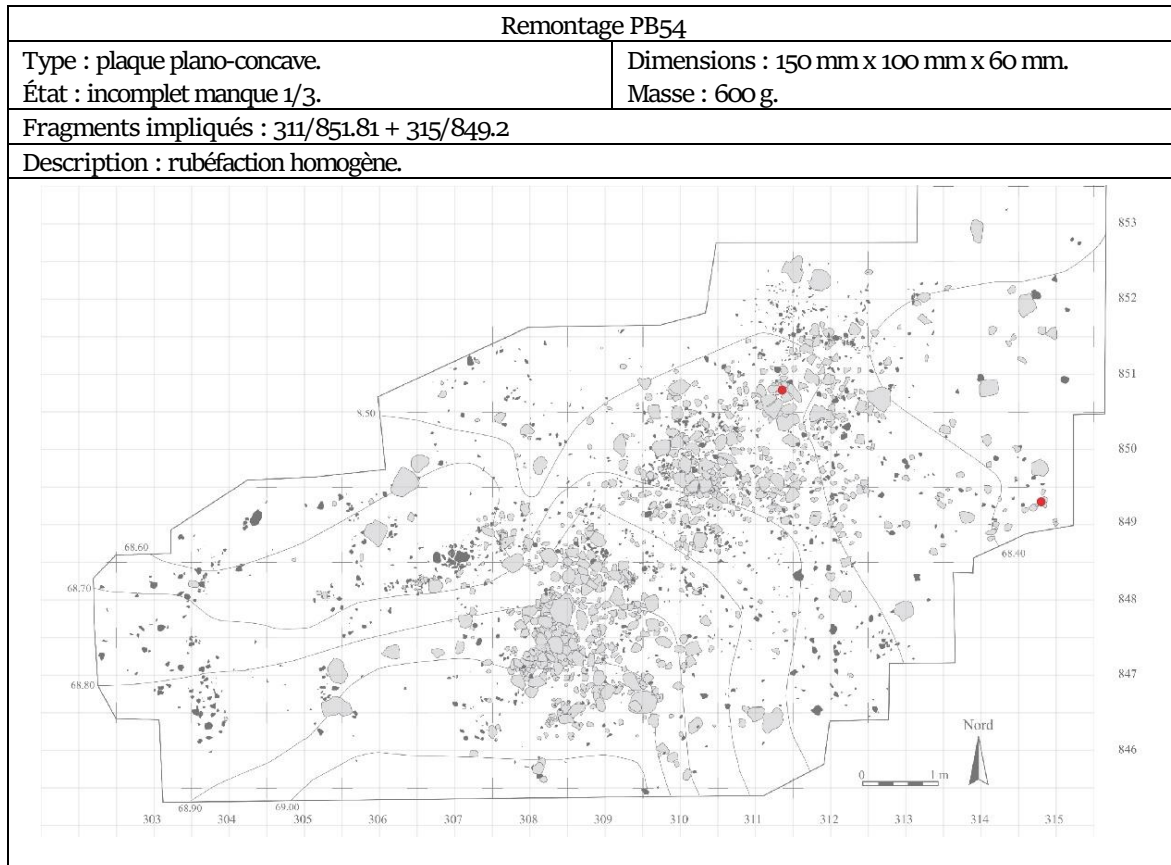 Remontage PB54
Type : plaque plano-concave.
État : incomplet manque 1/3.
Dimensions : 150 mm x 100 mm x 60 mm.
Masse : 600 g.
Fragments impliqués : 311/851.81 + 315/849.2
Description : rubéfaction homogène.
853
852
851
8.50
850
849
68.60
68.40
68.70
848
68.80
847
Nord
846
0 1 m
68.90 69.00
303 304 305 306 307 308 309 310 311 312 313 314 315